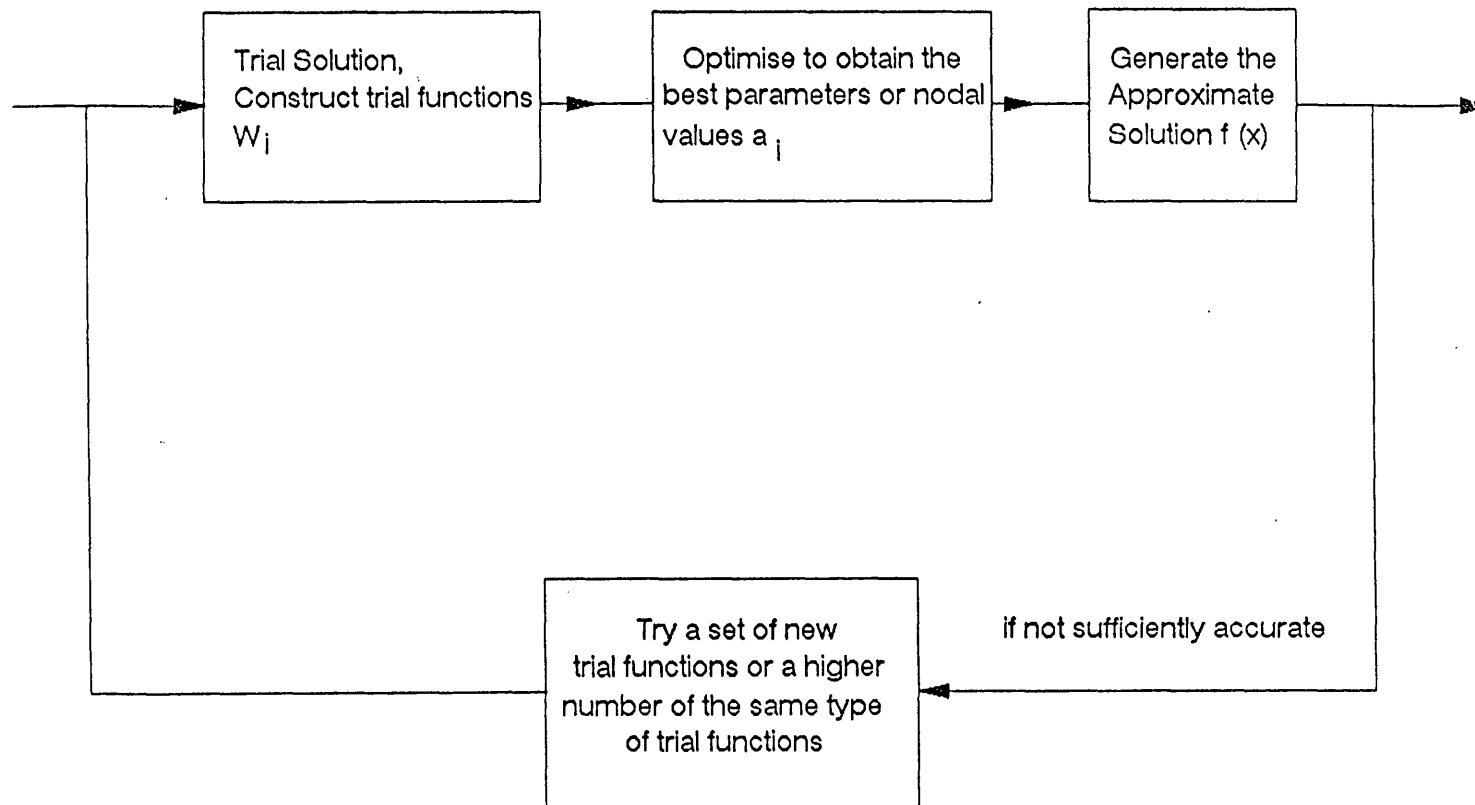 Trial Solution,
Construct trial functions
W i
Optimise to obtain the
best parameters or nodal
values a i
Generate the
Approximate
Solution f (x)
if not sufficiently accurate
Try a set of new
trial functions or a higher
number of the same type
of trial functions